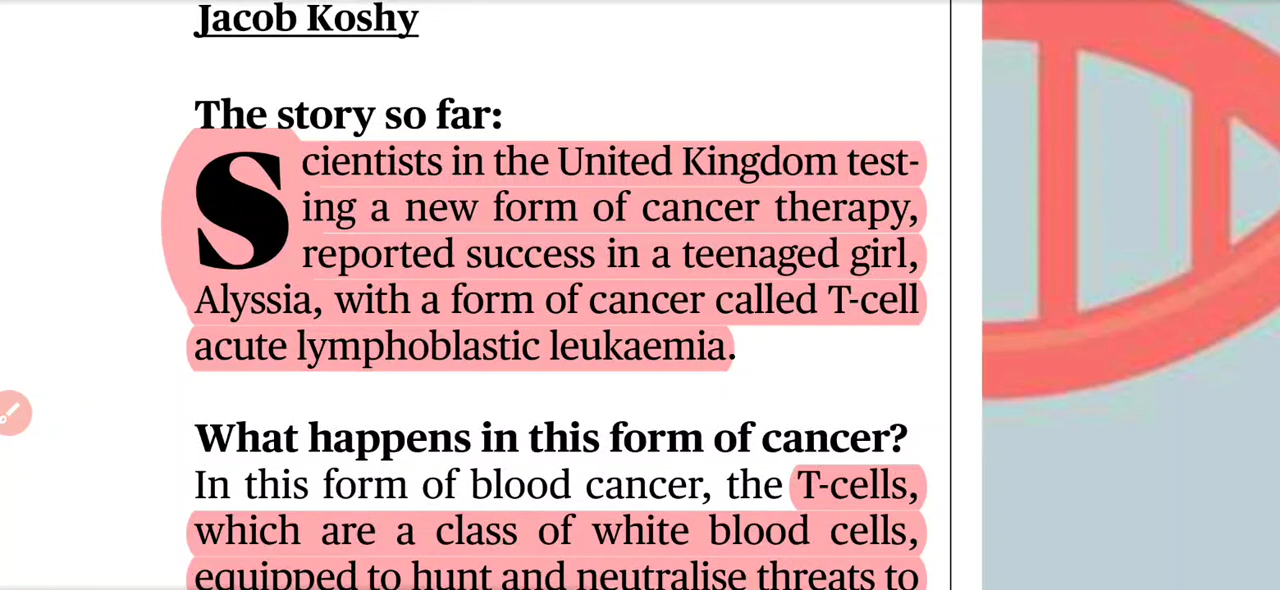 Jacob Koshy
The story so far:
Scientists in the United Kingdom test-
ing a new form of cancer therapy,
reported success in a teenaged girl,
Alyssia, with a form of cancer called T-cell
acute lymphoblastic leukaemia.
What happens in this form of cancer?
In this form of blood cancer, the T-cells,
which are a class of white blood cells,
equipped to hunt and neutralise threats to